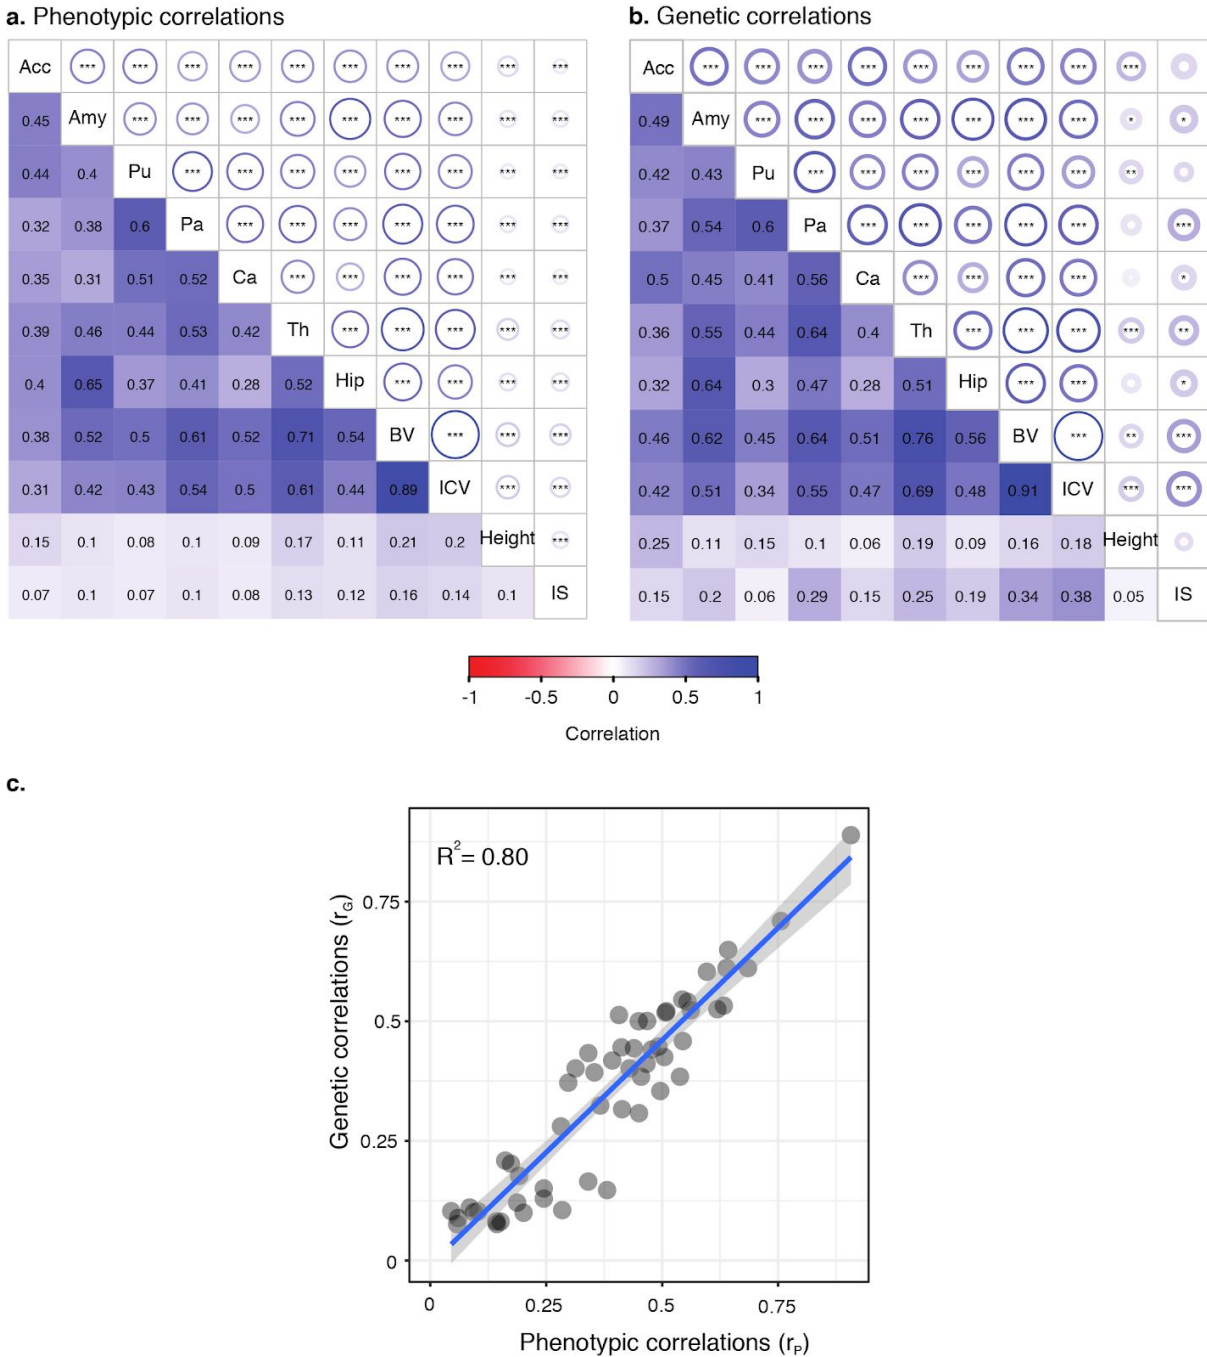 a. Phenotypic correlations
Acc *** *** *** *** *** *** *** *** *** ***
0.45 Amy *** *** *** *** *** *** *** *** ***
0.44 0.4 Pu *** *** *** *** *** *** *** ***
0.32 0.38 0.6 Pa *** *** *** *** *** *** ***
0.35 0.31 0.51 0.52 Ca *** *** *** *** *** ***
0.39 0.46 0.44 0.53 0.42 Th *** *** *** *** ***
0.4 0.65 0.37 0.41 0.28 0.52 Hip *** *** *** ***
0.38 0.52 0.5 0.61 0.52 0.71 0.54 BV *** *** ***
0.31 0.42 0.43 0.54 0.5 0.61 0.44 0.89 ICV *** ***
0.15 0.1 0.08 0.1 0.09 0.17 0.11 0.21 0.2 Height ***
0.07 0.1 0.07 0.1 0.08 0.13 0.12 0.16 0.14 0.1 IS
b. Genetic correlations
Acc *** *** *** *** *** *** *** *** ***
0.49 Amy *** *** *** *** *** *** *** * *
0.42 0.43 Pu *** *** *** *** *** *** **
0.37 0.54 0.6 Pa *** *** *** *** *** ***
0.5 0.45 0.41 0.56 Ca *** *** *** *** *
0.36 0.55 0.44 0.64 0.4 Th *** *** *** *** **
0.32 0.64 0.3 0.47 0.28 0.51 Hip *** *** *
0.46 0.62 0.45 0.64 0.51 0.76 0.56 BV *** ** ***
0.42 0.51 0.34 0.55 0.47 0.69 0.48 0.91 ICV *** ***
0.25 0.11 0.15 0.1 0.06 0.19 0.09 0.16 0.18 Height
0.15 0.2 0.06 0.29 0.15 0.25 0.19 0.34 0.38 0.05 IS
-1 -0.5 0 0.5 1
Correlation
c.
R²= 0.80
Genetic correlations (r_G)
0.75
0.5
0.25
0
0 0.25 0.5 0.75
Phenotypic correlations (r_P)